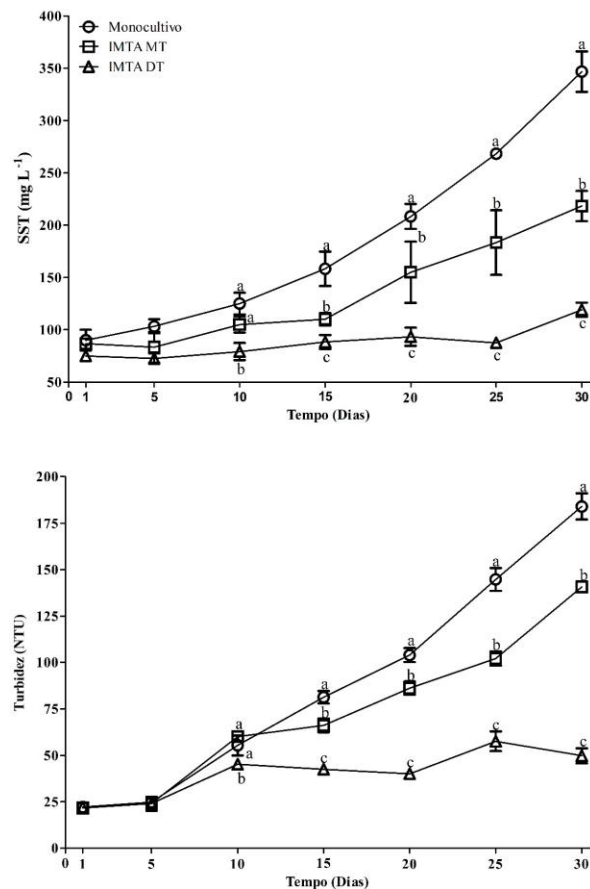 400
350
300
250
200
150
100
50
0
SST (mg L⁻¹)
Monocultivo
IMTA MT
IMTA DT
a
a
a
b
b
a
b
a
a
b
c
b
c
c
c
c
1
5
10
15
20
25
30
Tempo (Dias)
200
175
150
125
100
75
50
25
0
Turbidez (NTU)
a
a
b
a
b
a
b
a
b
a
b
c
c
c
c
c
0
1
5
10
15
20
25
30
Tempo (Dias)